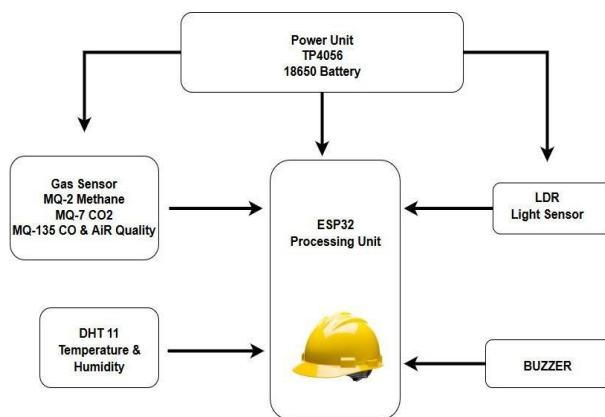 Power Unit
TP4056
18650 Battery
Gas Sensor
MQ-2 Methane
MQ-7 CO2
MQ-135 CO & AiR Quality
ESP32
Processing Unit
LDR
Light Sensor
DHT 11
Temperature &
Humidity
BUZZER